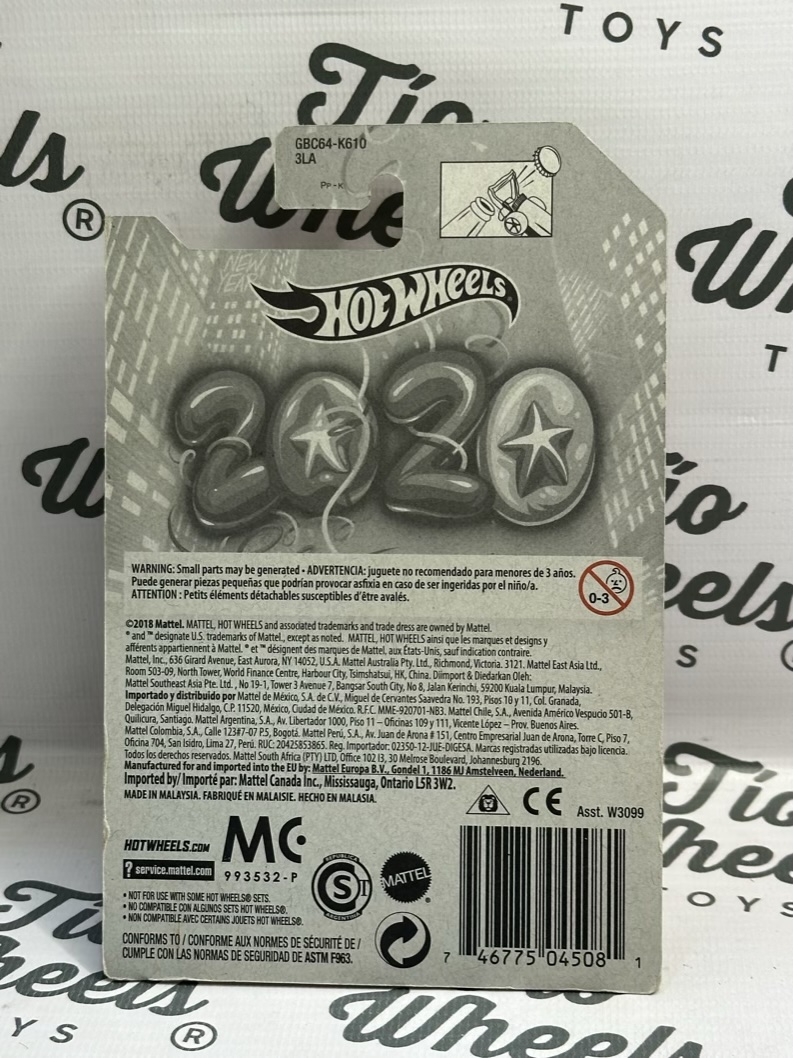 TOYS
Tío
Wheels
GBC64-K610
3LA
PP-K
NEW
YEAR
HOT WHEELS
2020
WARNING: Small parts may be generated • ADVERTENCIA: juguete no recomendado para menores de 3 años.
Puede generar piezas pequeñas que podrían provocar asfixia en caso de ser ingeridas por el niño/a.
ATTENTION : Petits éléments détachables susceptibles d'être avalés.
0-3
©2018 Mattel. MATTEL, HOT WHEELS and associated trademarks and trade dress are owned by Mattel.
® and ™ designate U.S. trademarks of Mattel, except as noted. MATTEL, HOT WHEELS ainsi que les marques et designs y
afférents appartiennent à Mattel. ® et ™ désignent des marques de Mattel, aux États-Unis, sauf indication contraire.
Mattel, Inc., 636 Girard Avenue, East Aurora, NY 14052, U.S.A. Mattel Australia Pty. Ltd., Richmond, Victoria. 3121. Mattel East Asia Ltd.,
Room 503-09, North Tower, World Finance Centre, Harbour City, Tsimshatsui, HK, China. Diimport & Diedarkan Oleh:
Mattel Southeast Asia Pte. Ltd. , No 19-1, Tower 3 Avenue 7, Bangsar South City, No 8, Jalan Kerinchi, 59200 Kuala Lumpur, Malaysia.
Importado y distribuido por Mattel de México, S.A. de C.V., Miguel de Cervantes Saavedra No. 193, Pisos 10 y 11, Col. Granada,
Delegación Miguel Hidalgo, C.P. 11520, México, Ciudad de México. R.F.C. MME-920701-NB3. Mattel Chile, S.A., Avenida Américo Vespucio 501-B,
Quilicura, Santiago. Mattel Argentina, S.A., Av. Libertador 1000, Piso 11 – Oficinas 109 y 111, Vicente López – Prov. Buenos Aires.
Mattel Colombia, S.A., Calle 123#7-07 P.5, Bogotá. Mattel Perú, S.A., Av. Juan de Arona # 151, Centro Empresarial Juan de Arona, Torre C, Piso 7,
Oficina 704, San Isidro, Lima 27, Perú. RUC: 20425853865. Reg. Importador: 02350-12-JUE-DIGESA. Marcas registradas utilizadas bajo licencia.
Todos los derechos reservados. Mattel South Africa (PTY) LTD, Office 102 I3, 30 Melrose Boulevard, Johannesburg 2196.
Manufactured for and imported into the EU by: Mattel Europa B.V., Gondel 1, 1186 MJ Amstelveen, Nederland.
Imported by/ Importé par: Mattel Canada Inc., Mississauga, Ontario L5R 3W2.
MADE IN MALAYSIA. FABRIQUÉ EN MALAISIE. HECHO EN MALASIA.
CE
Asst. W3099
HOTWHEELS.COM
MC
? service.mattel.com
993532-P
REPUBLICA
S
ARGENTINA
MATTEL
• NOT FOR USE WITH SOME HOT WHEELS® SETS.
• NO COMPATIBLE CON ALGUNOS SETS HOT WHEELS®.
• NON COMPATIBLE AVEC CERTAINS JOUETS HOT WHEELS®.
CONFORMS TO / CONFORME AUX NORMES DE SÉCURITÉ DE /
CUMPLE CON LAS NORMAS DE SEGURIDAD DE ASTM F963.
7 46775 04508 1
Wheels